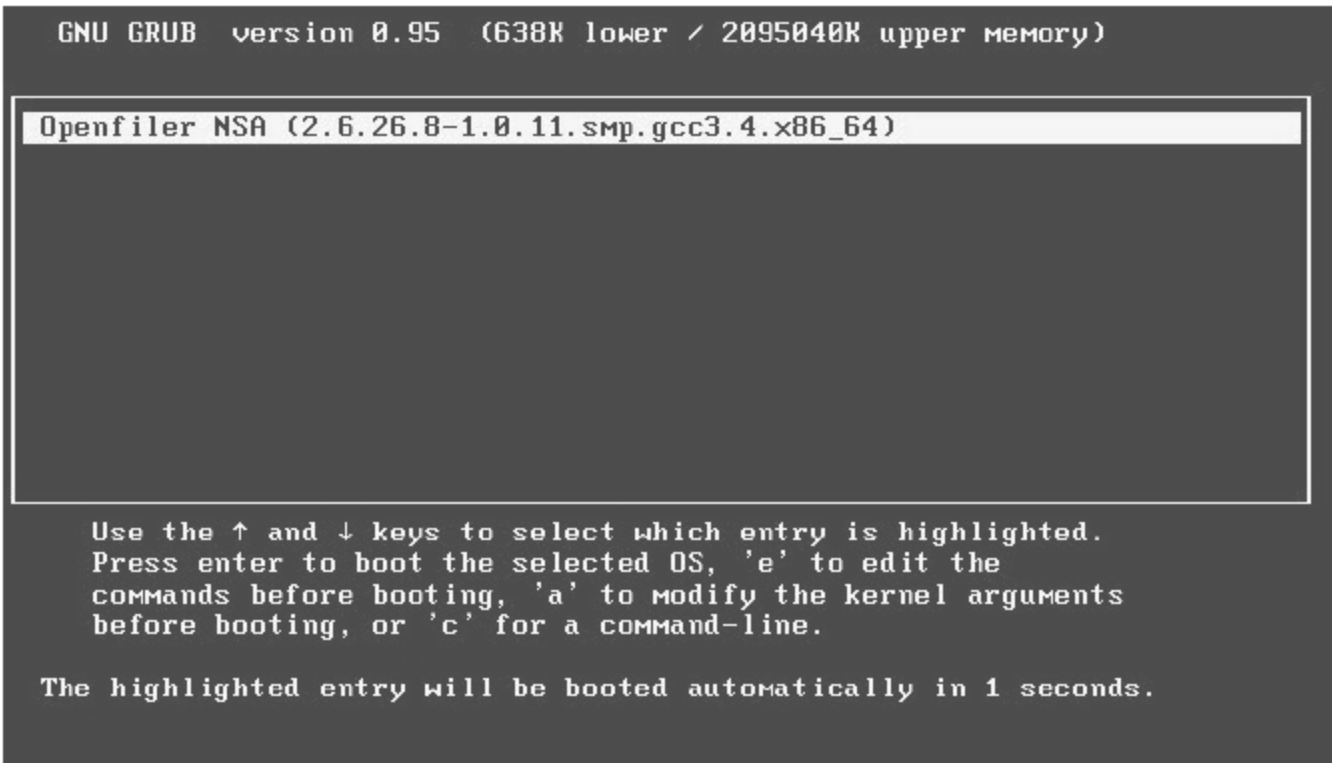 GNU GRUB version 0.95 (638K lower / 2095040K upper memory)
Openfiler NSA (2.6.26.8-1.0.11.smp.gcc3.4.x86_64)
Use the ↑ and ↓ keys to select which entry is highlighted.
Press enter to boot the selected OS, 'e' to edit the
commands before booting, 'a' to modify the kernel arguments
before booting, or 'c' for a command-line.
The highlighted entry will be booted automatically in 1 seconds.